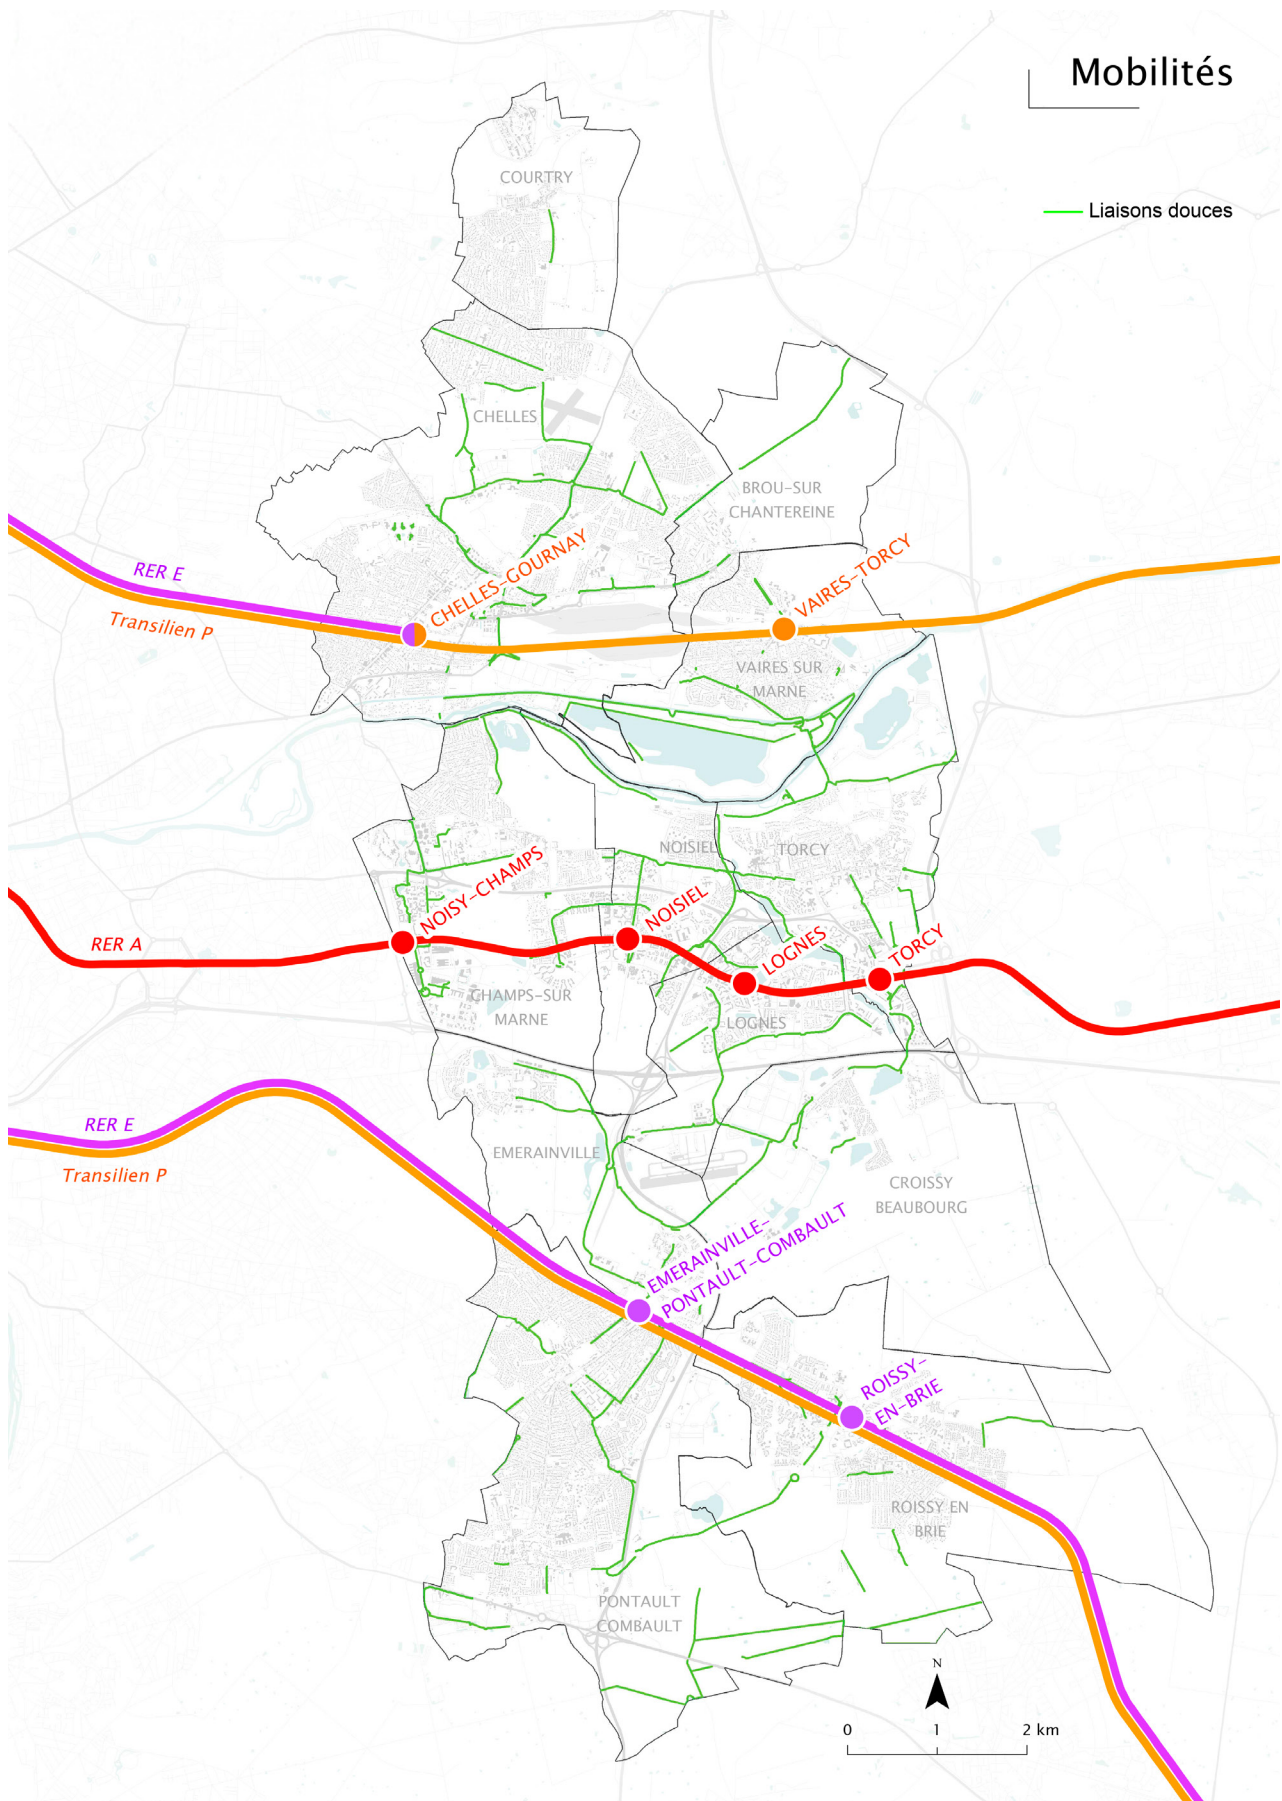 Mobilités
Liaisons douces
COURTRY
CHELLES
BROU-SUR
CHANTEREINE
RER E
Transilien P
CHELLES-GOURNAY
VAIRES-TORCY
VAIRES SUR
MARNE
NOISIEL
TORCY
NOISY-CHAMPS
NOISIEL
LOGNES
TORCY
RER A
CHAMPS-SUR
MARNE
LOGNES
RER E
Transilien P
EMERAINVILLE
CROISSY
BEAUBOURG
EMERAINVILLE-
PONTAULT-COMBAULT
ROISSY-
EN-BRIE
ROISSY EN
BRIE
PONTAULT
COMBAULT
N
0 1 2 km